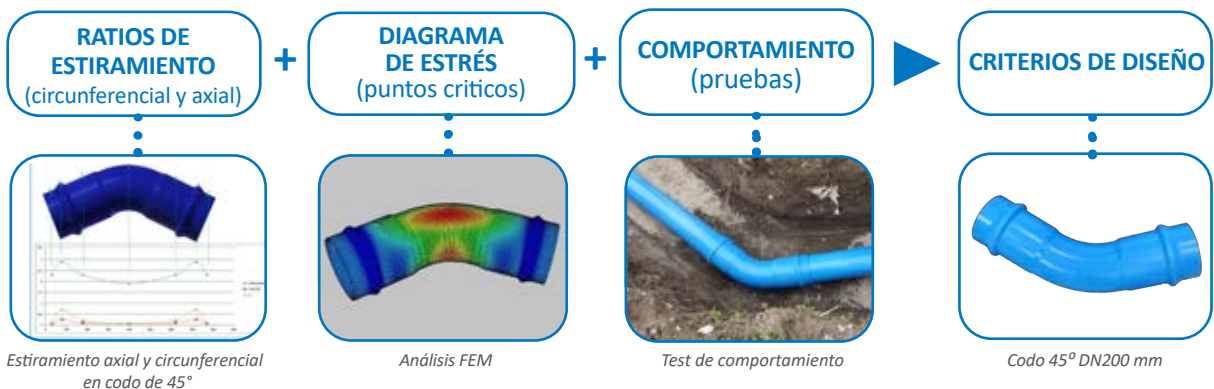 RATIOS DE
ESTIRAMIENTO
(circunferencial y axial)
+
DIAGRAMA
DE ESTRÉS
(puntos criticos)
+
COMPORTAMIENTO
(pruebas)
CRITERIOS DE DISEÑO
Estiramiento axial y circunferencial
en codo de 45°
Análisis FEM
Test de comportamiento
Codo 45º DN200 mm